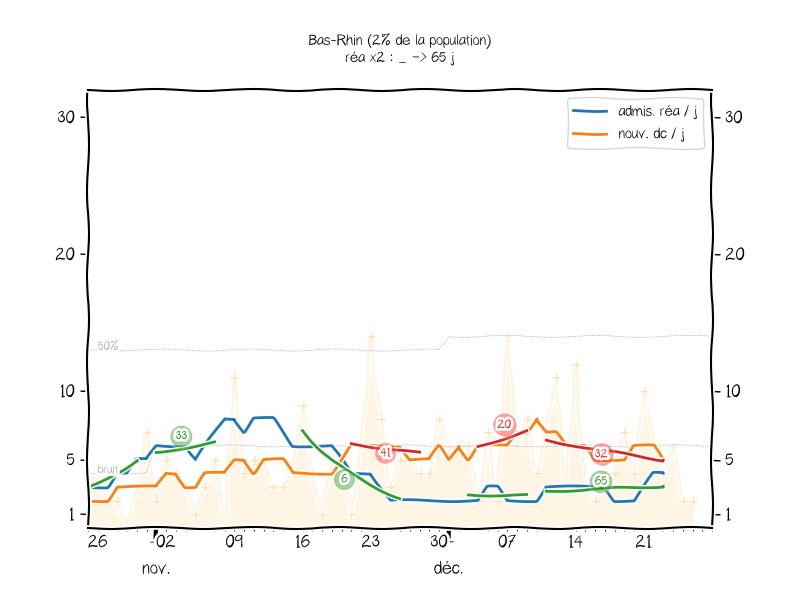 Bas-Rhin (2% de la population)
réa x2 : _ -> 65 j
admis. réa / j
nouv. dc / j
30
30
20
20
50%
10
10
33
20
41
32
5
5
bruit
6
65
1
1
26 02 09 16 23 30 07 14 21
nov. déc.